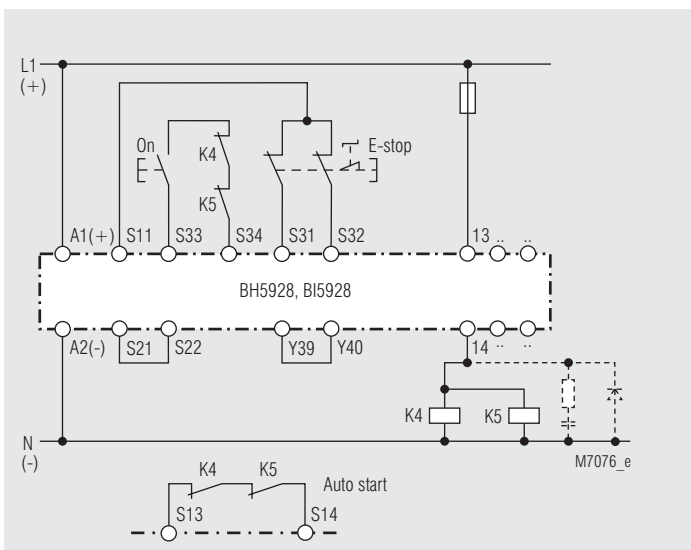 L1
(+)
On
K4
K5
E-stop
A1(+) S11 S33 S34 S31 S32 13 .. ..
BH5928, BI5928
A2(-) S21 S22 Y39 Y40 14 .. ..
K4 K5
N
(-)
M7076_e
K4 K5 Auto start
S13 S14